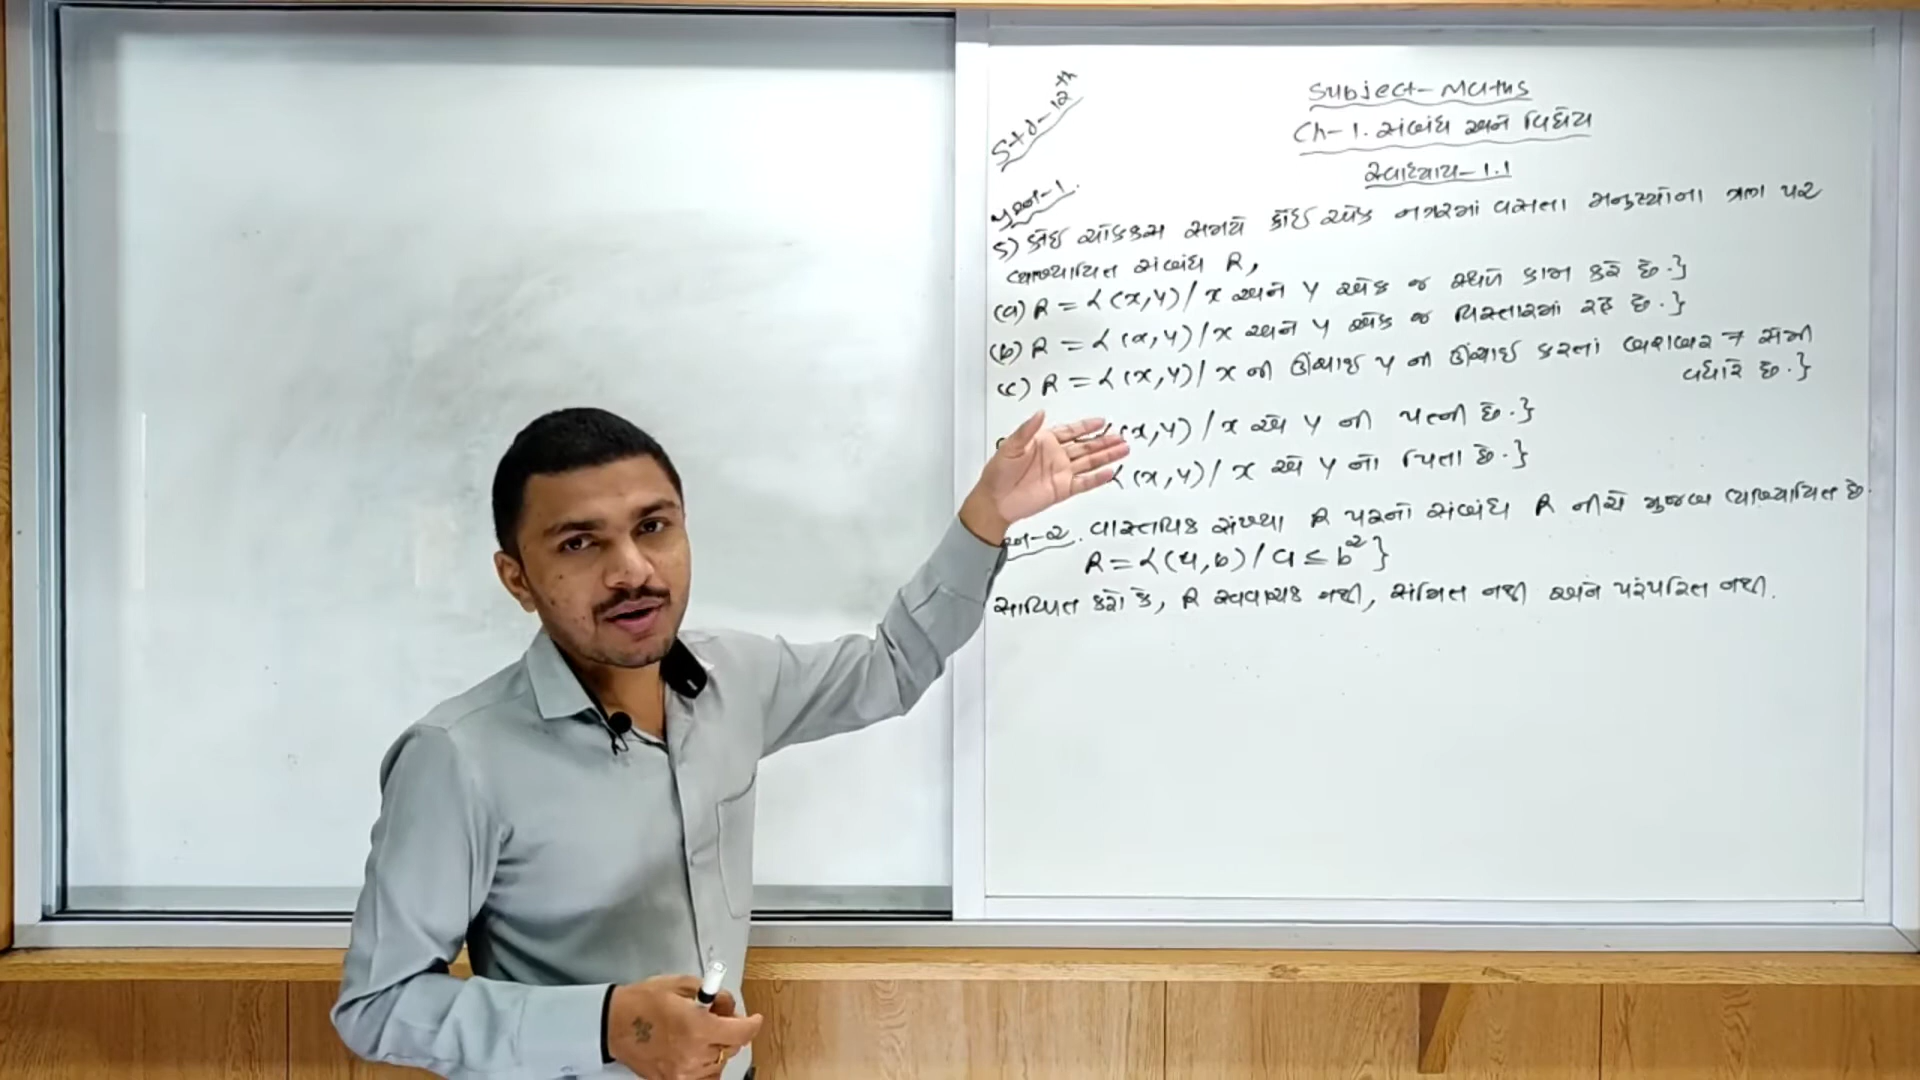 Std-12th
Subject-Maths
Ch-1. સંબંધ અને વિધેય
સ્વાધ્યાય-1.1
પ્રશ્ન-1.
5) કોઈ ચોક્કસ સમયે કોઈ એક નગરમાં વસતા મનુષ્યોના ગણ પર
વ્યાખ્યાયિત સંબંધ R,
(a) R = {(x,y)/x અને y એક જ સ્થળે કામ કરે છે.}
(b) R = {(x,y)/x અને y એક જ વિસ્તારમાં રહે છે.}
(c) R = {(x,y)/x ની ઊંચાઈ y ની ઊંચાઈ કરતાં બરાબર 7 સેમી
વધારે છે.}
{(x,y)/x એ y ની પત્ની છે.}
{(x,y)/x એ y નો પિતા છે.}
શ્ન-૨. વાસ્તવિક સંખ્યા R પરનો સંબંધ R નીચે મુજબ વ્યાખ્યાયિત છે.
R = {(a,b)/a ≤ b²}
સાબિત કરો કે, R સ્વવાચક નથી, સંમિત નથી અને પરંપરિત નથી.